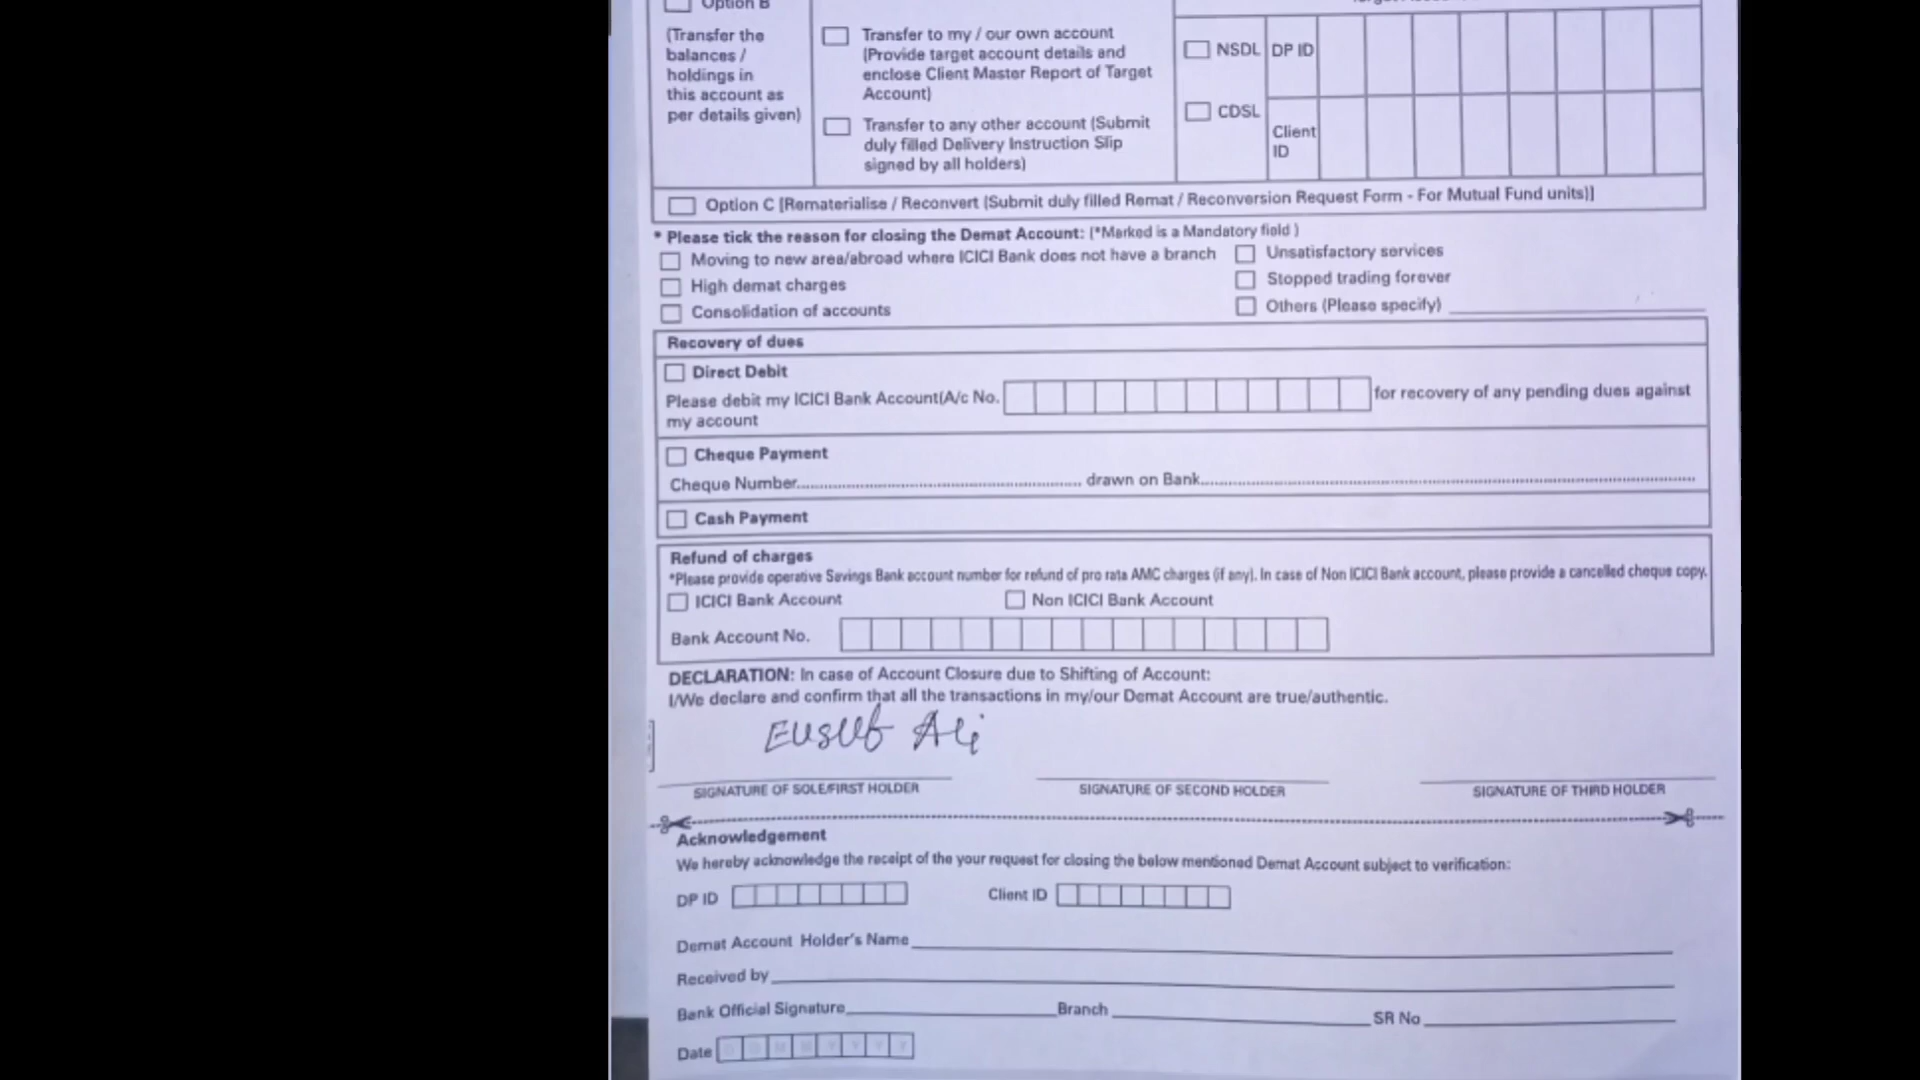 Option B
(Transfer the
balances /
holdings in
this account as
per details given)
Transfer to my / our own account
(Provide target account details and
enclose Client Master Report of Target
Account)
Transfer to any other account (Submit
duly filled Delivery Instruction Slip
signed by all holders)
NSDL
CDSL
DP ID
Client
ID
Option C [Rematerialise / Reconvert (Submit duly filled Remat / Reconversion Request Form - For Mutual Fund units)]
* Please tick the reason for closing the Demat Account: (*Marked is a Mandatory field )
Moving to new area/abroad where ICICI Bank does not have a branch
Unsatisfactory services
High demat charges
Stopped trading forever
Consolidation of accounts
Others (Please specify)
Recovery of dues
Direct Debit
Please debit my ICICI Bank Account(A/c No. for recovery of any pending dues against
my account
Cheque Payment
Cheque Number drawn on Bank
Cash Payment
Refund of charges
*Please provide operative Savings Bank account number for refund of pro rata AMC charges (if any). In case of Non ICICI Bank account, please provide a cancelled cheque copy.
ICICI Bank Account
Non ICICI Bank Account
Bank Account No.
DECLARATION: In case of Account Closure due to Shifting of Account:
I/We declare and confirm that all the transactions in my/our Demat Account are true/authentic.
Eusub Ali
SIGNATURE OF SOLE/FIRST HOLDER
SIGNATURE OF SECOND HOLDER
SIGNATURE OF THIRD HOLDER
Acknowledgement
We hereby acknowledge the receipt of the your request for closing the below mentioned Demat Account subject to verification:
DP ID
Client ID
Demat Account Holder's Name
Received by
Bank Official Signature Branch SR No
Date D D M M Y Y Y Y